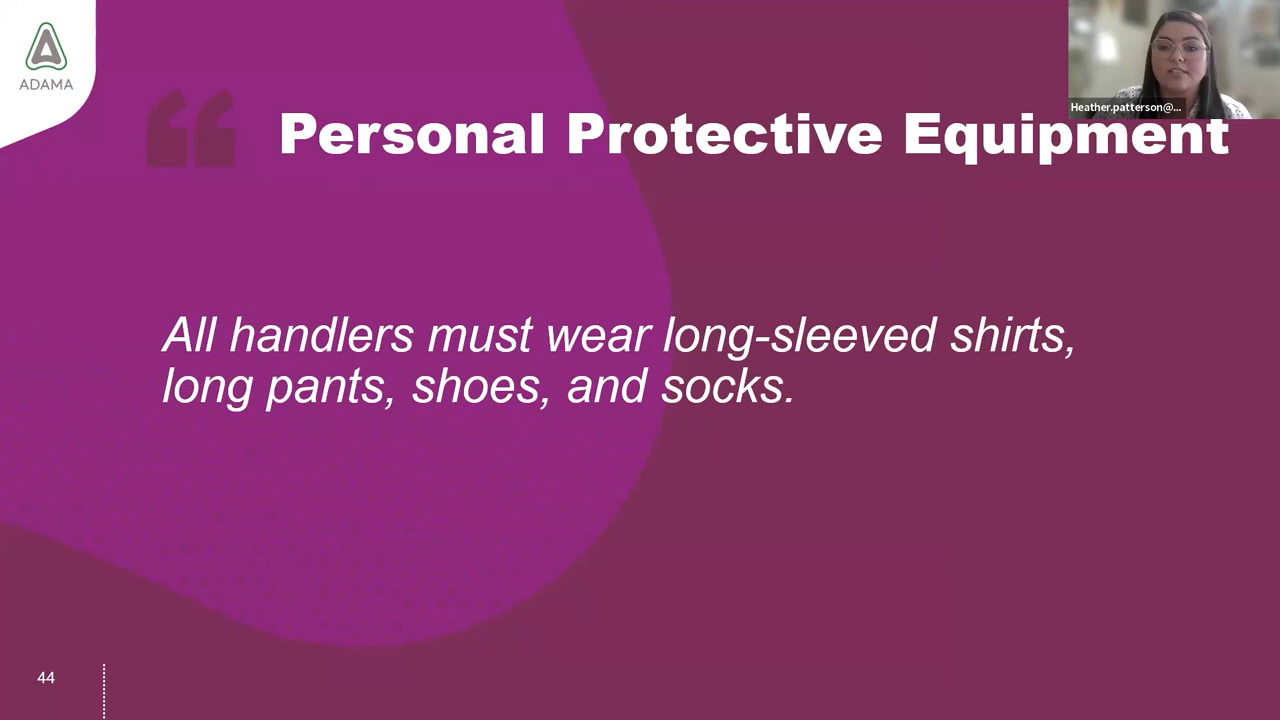 ADAMA
Heather.patterson@...
“ Personal Protective Equipment
All handlers must wear long-sleeved shirts,
long pants, shoes, and socks.
44